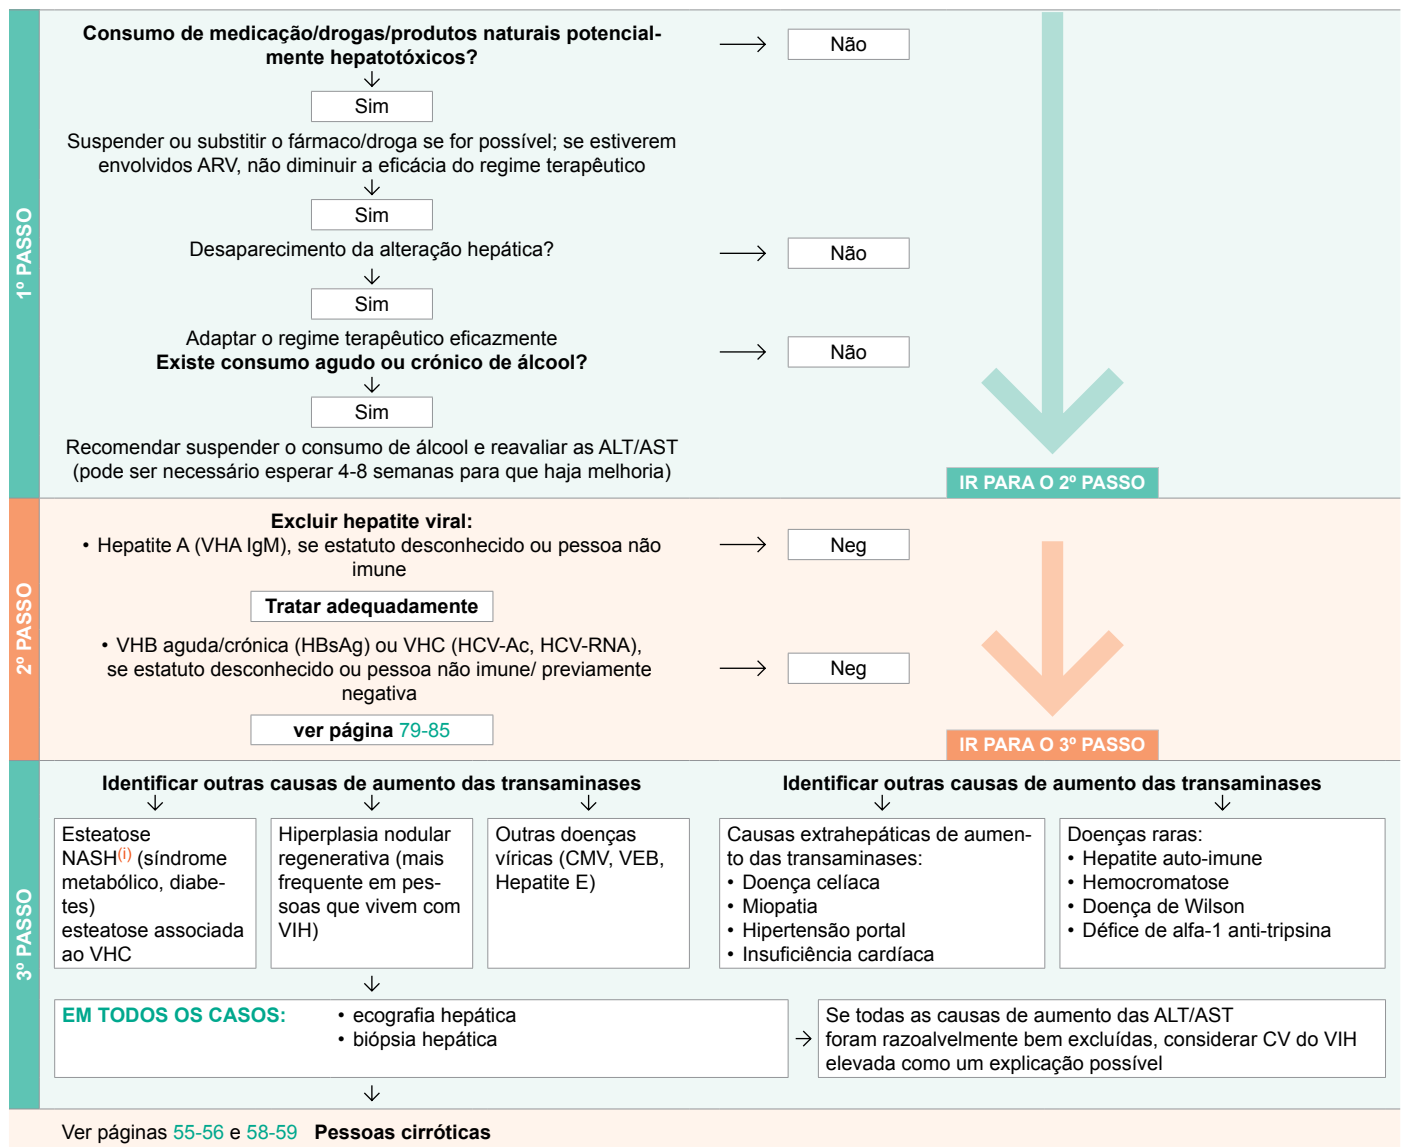 1º PASSO
Consumo de medicação/drogas/produtos naturais potencial-
mente hepatotóxicos?
Não
Sim
Suspender ou substitir o fármaco/droga se for possível; se estiverem
envolvidos ARV, não diminuir a eficácia do regime terapêutico
Sim
Desaparecimento da alteração hepática?
Não
Sim
Adaptar o regime terapêutico eficazmente
Existe consumo agudo ou crónico de álcool?
Não
Sim
Recomendar suspender o consumo de álcool e reavaliar as ALT/AST
(pode ser necessário esperar 4-8 semanas para que haja melhoria)
IR PARA O 2º PASSO
2º PASSO
Excluir hepatite viral:
• Hepatite A (VHA IgM), se estatuto desconhecido ou pessoa não
imune
Neg
Tratar adequadamente
• VHB aguda/crónica (HBsAg) ou VHC (HCV-Ac, HCV-RNA),
se estatuto desconhecido ou pessoa não imune/ previamente
negativa
Neg
ver página 79-85
IR PARA O 3º PASSO
3º PASSO
Identificar outras causas de aumento das transaminases
Esteatose
NASH(i) (síndrome
metabólico, diabe-
tes)
esteatose associada
ao VHC
Hiperplasia nodular
regenerativa (mais
frequente em pes-
soas que vivem com
VIH)
Outras doenças
víricas (CMV, VEB,
Hepatite E)
Identificar outras causas de aumento das transaminases
Causas extrahepáticas de aumen-
to das transaminases:
• Doença celíaca
• Miopatia
• Hipertensão portal
• Insuficiência cardíaca
Doenças raras:
• Hepatite auto-imune
• Hemocromatose
• Doença de Wilson
• Défice de alfa-1 anti-tripsina
EM TODOS OS CASOS:
• ecografia hepática
• biópsia hepática
Se todas as causas de aumento das ALT/AST
foram razoalvelmente bem excluídas, considerar CV do VIH
elevada como um explicação possível
Ver páginas 55-56 e 58-59 Pessoas cirróticas